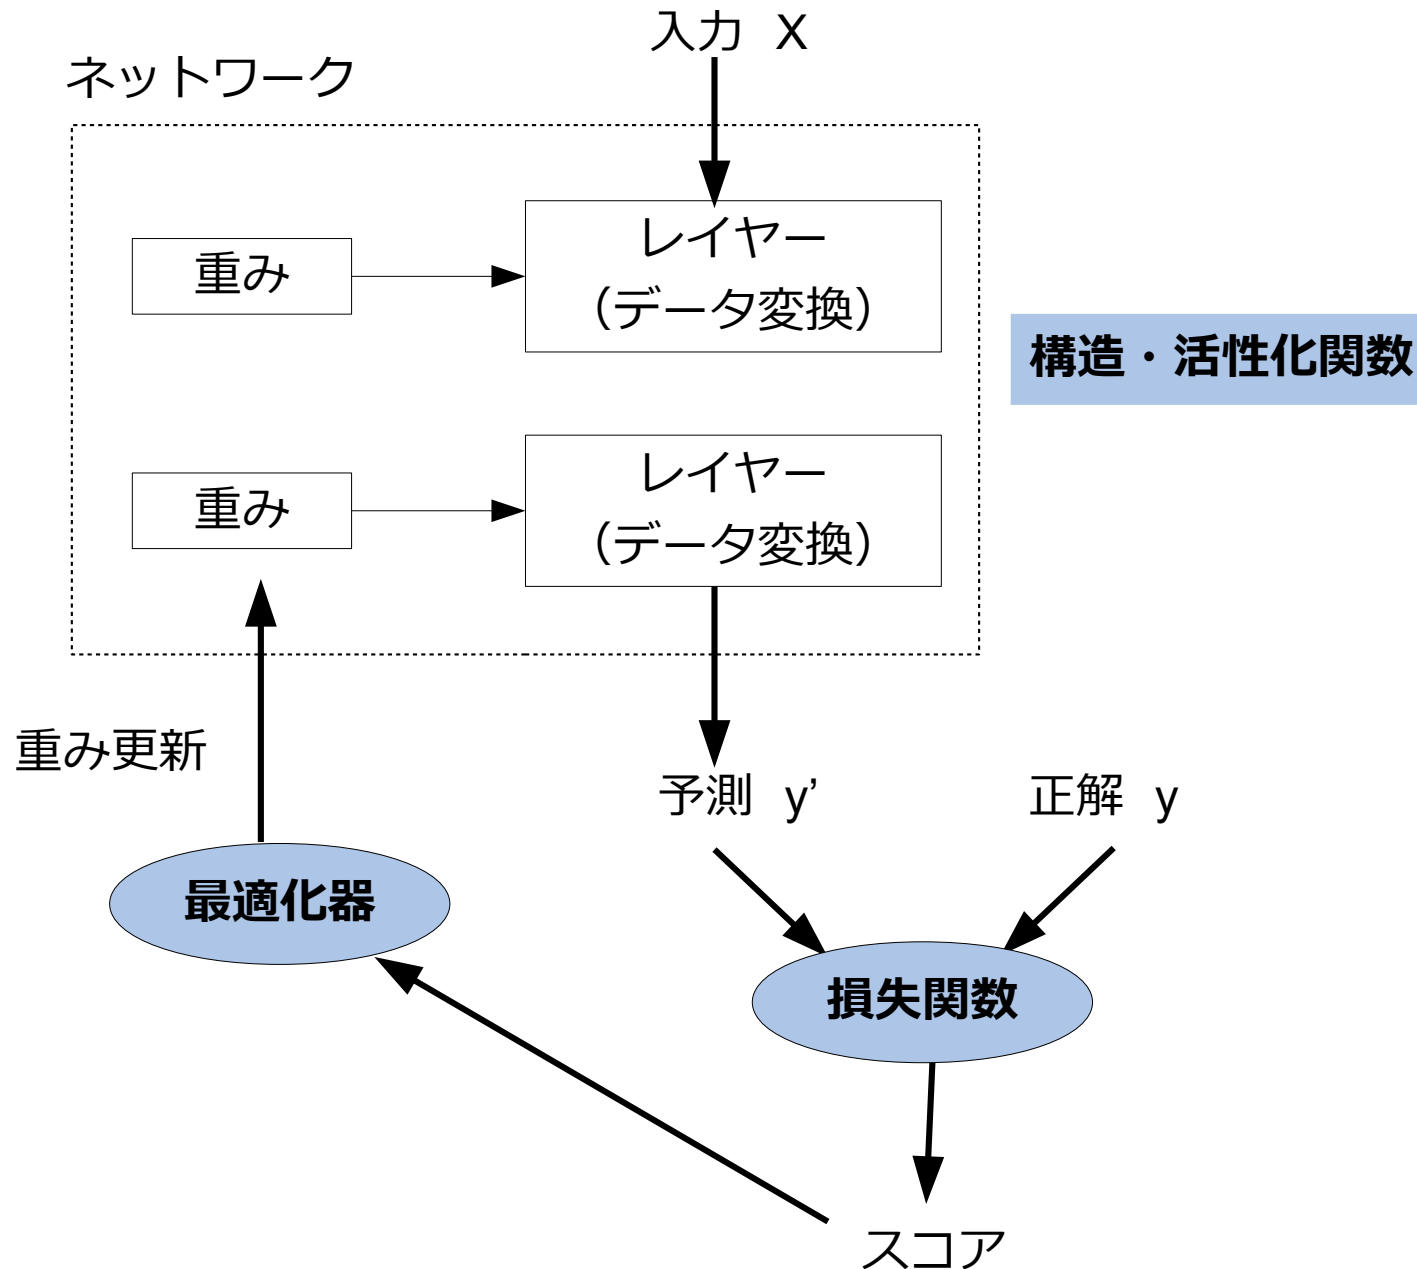 入力 X
ネットワーク
レイヤー
（データ変換）
重み
構造・活性化関数
レイヤー
（データ変換）
重み
重み更新
予測 y’
正解 y
最適化器
損失関数
スコア